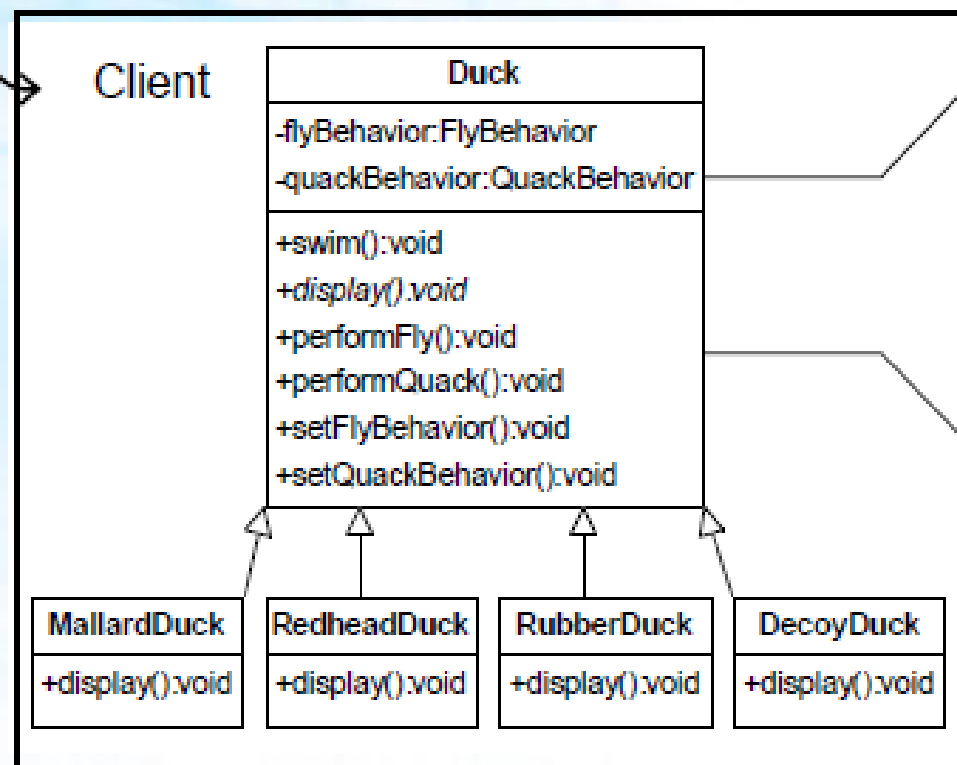 Client
Duck
-flyBehavior:FlyBehavior
-quackBehavior:QuackBehavior
+swim():void
+display():void
+performFly():void
+performQuack():void
+setFlyBehavior():void
+setQuackBehavior():void
MallardDuck
+display():void
RedheadDuck
+display():void
RubberDuck
+display():void
DecoyDuck
+display():void